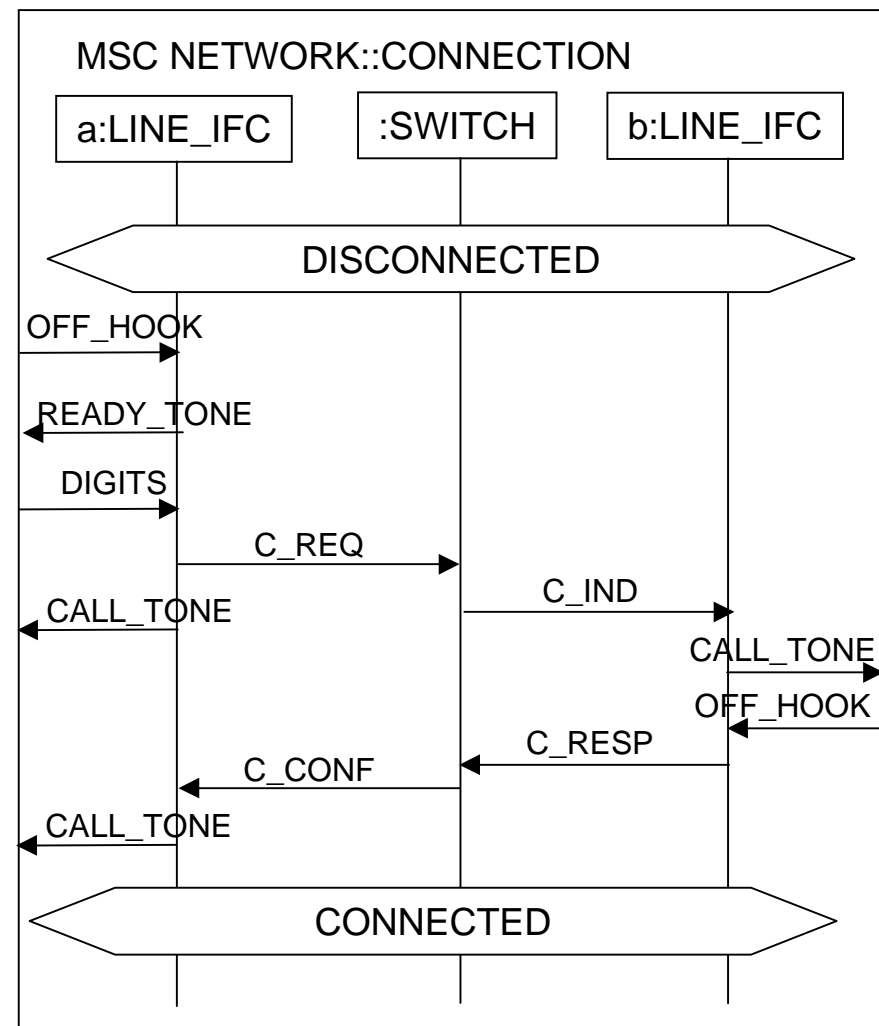 MSC NETWORK::CONNECTION
a:LINE_IFC
:SWITCH
b:LINE_IFC
DISCONNECTED
OFF_HOOK
READY_TONE
DIGITS
C_REQ
C_IND
CALL_TONE
CALL_TONE
OFF_HOOK
C_RESP
C_CONF
CALL_TONE
CONNECTED